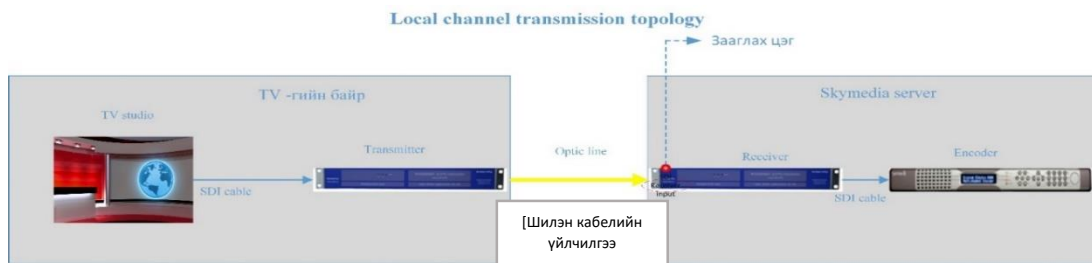 Local channel transmission topology
Зааглах цэг
TV -гийн байр
Skymedia server
TV studio
Transmitter
Optic line
Receiver
Encoder
SDI cable
Input
SDI cable
[Шилэн кабелийн
үйлчилгээ